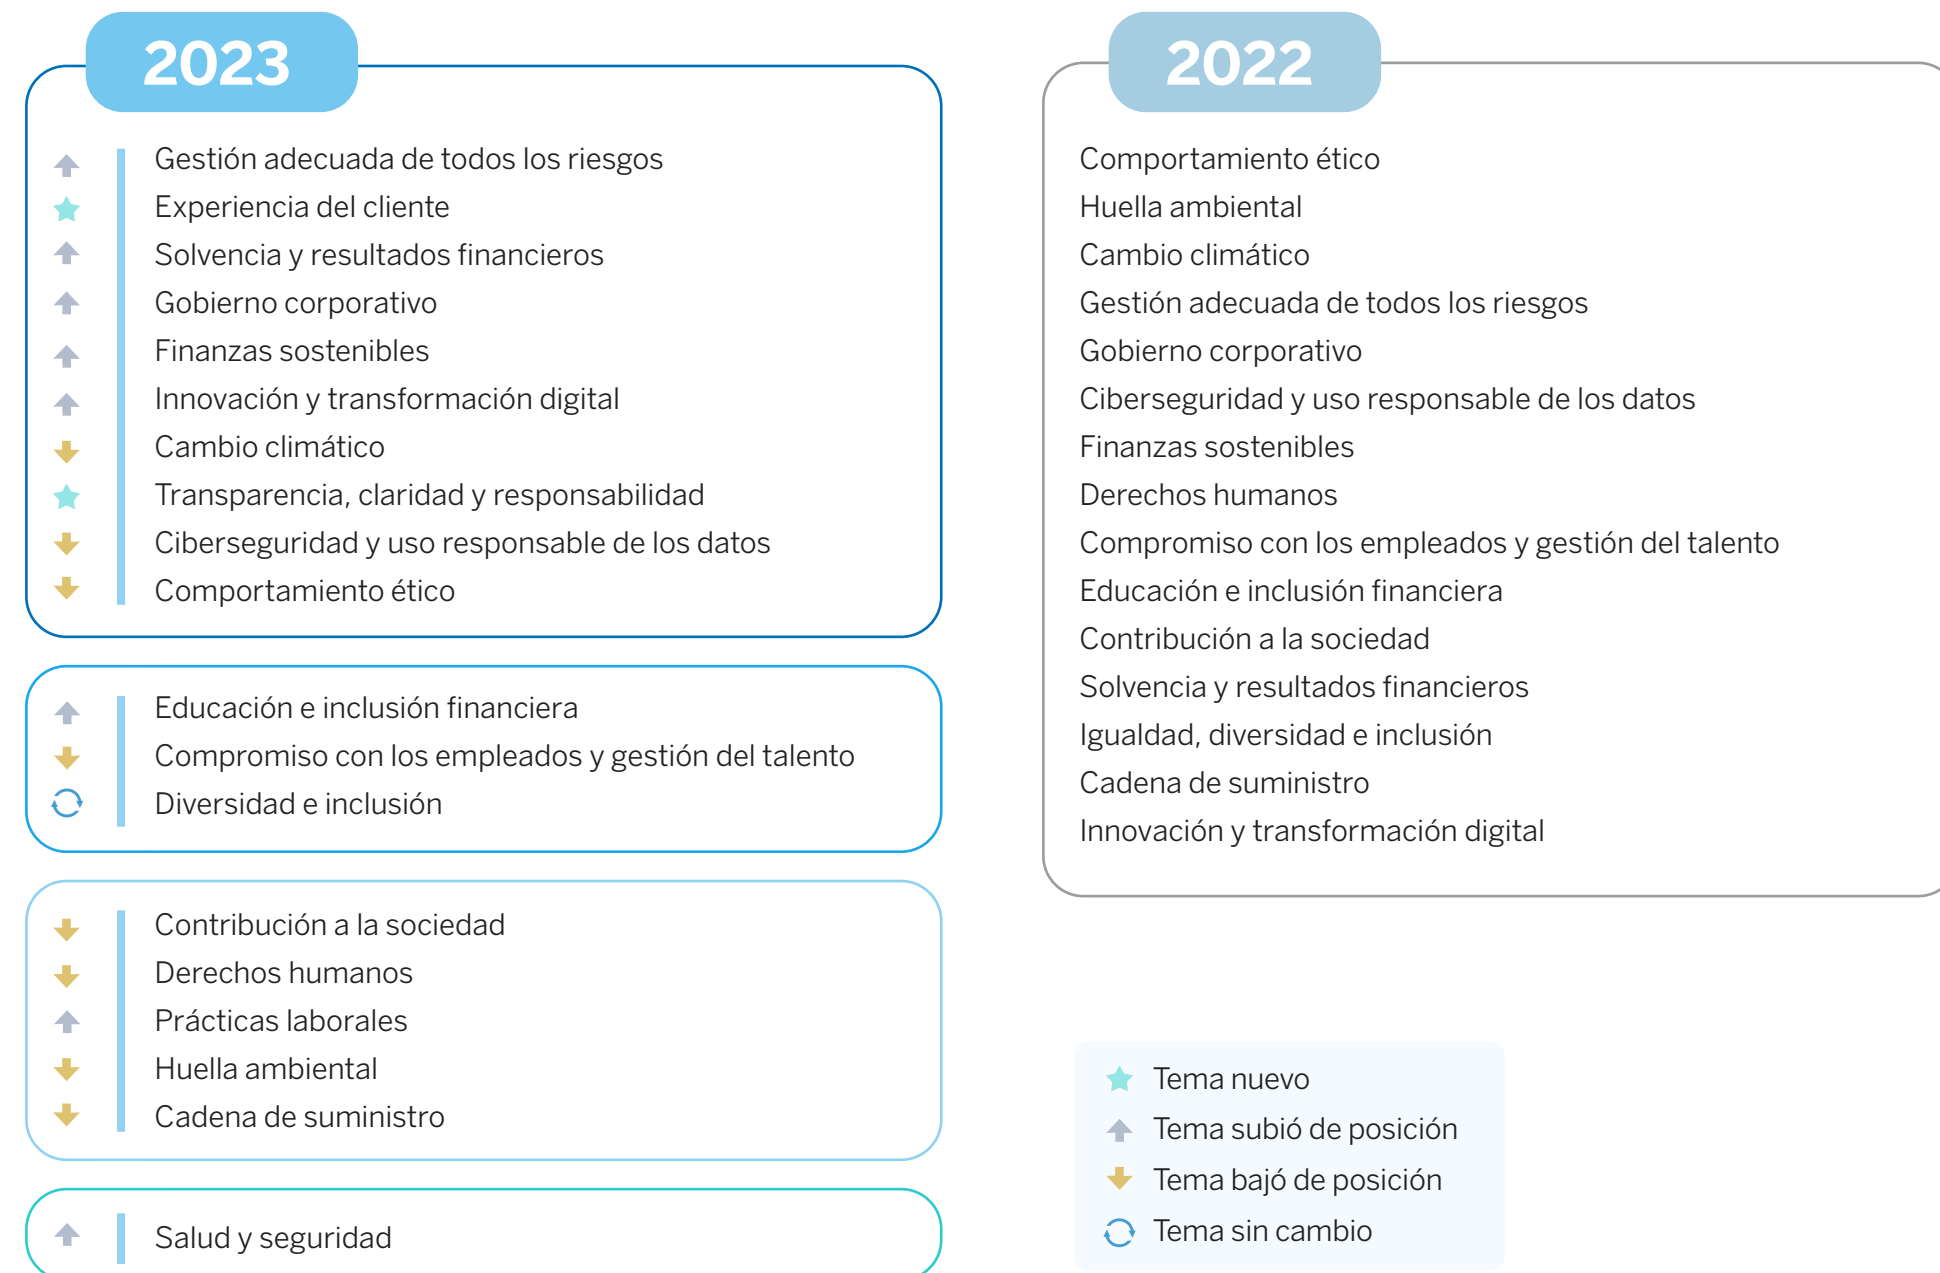 2023
Gestión adecuada de todos los riesgos
Experiencia del cliente
Solvencia y resultados financieros
Gobierno corporativo
Finanzas sostenibles
Innovación y transformación digital
Cambio climático
Transparencia, claridad y responsabilidad
Ciberseguridad y uso responsable de los datos
Comportamiento ético
Educación e inclusión financiera
Compromiso con los empleados y gestión del talento
Diversidad e inclusión
Contribución a la sociedad
Derechos humanos
Prácticas laborales
Huella ambiental
Cadena de suministro
Salud y seguridad
2022
Comportamiento ético
Huella ambiental
Cambio climático
Gestión adecuada de todos los riesgos
Gobierno corporativo
Ciberseguridad y uso responsable de los datos
Finanzas sostenibles
Derechos humanos
Compromiso con los empleados y gestión del talento
Educación e inclusión financiera
Contribución a la sociedad
Solvencia y resultados financieros
Igualdad, diversidad e inclusión
Cadena de suministro
Innovación y transformación digital
Tema nuevo
Tema subió de posición
Tema bajó de posición
Tema sin cambio